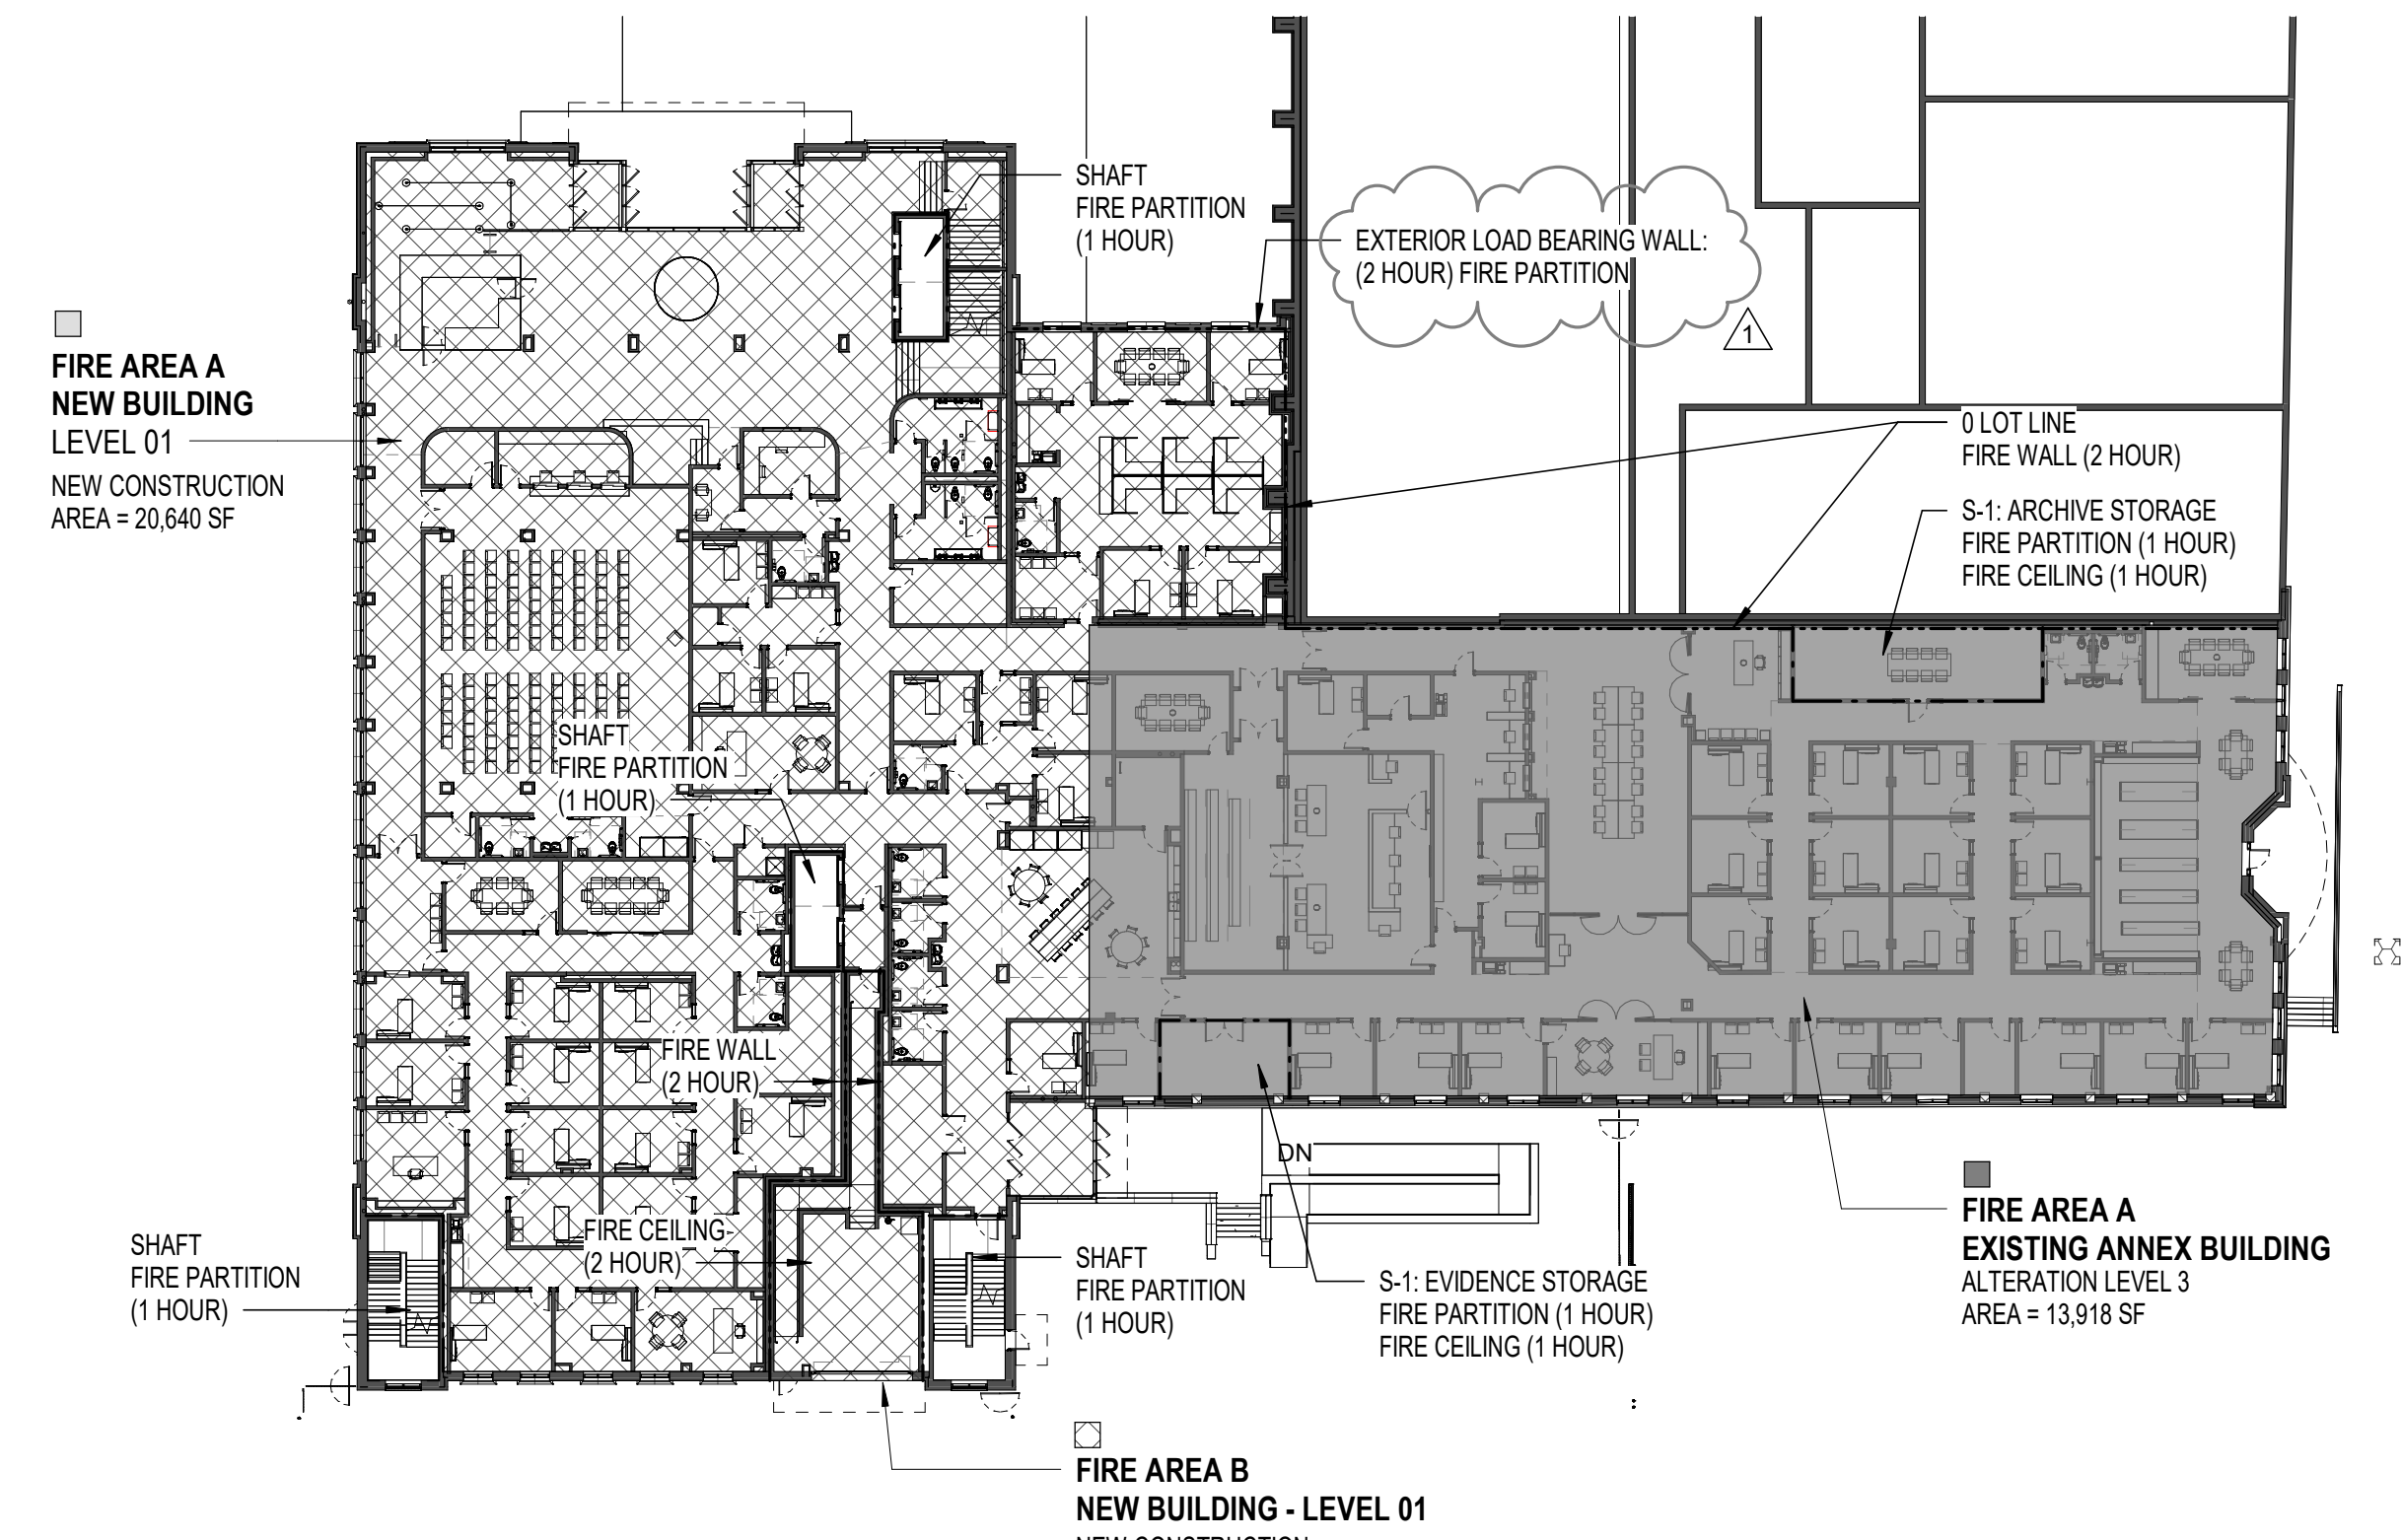 SHAFT
FIRE PARTITION
(1 HOUR)
EXTERIOR LOAD BEARING WALL:
(2 HOUR) FIRE PARTITION
1
FIRE AREA A
NEW BUILDING
LEVEL 01
NEW CONSTRUCTION
AREA = 20,640 SF
0 LOT LINE
FIRE WALL (2 HOUR)
S-1: ARCHIVE STORAGE
FIRE PARTITION (1 HOUR)
FIRE CEILING (1 HOUR)
SHAFT
FIRE PARTITION
(1 HOUR)
FIRE WALL
(2 HOUR)
FIRE CEILING
(2 HOUR)
SHAFT
FIRE PARTITION
(1 HOUR)
SHAFT
FIRE PARTITION
(1 HOUR)
DN
S-1: EVIDENCE STORAGE
FIRE PARTITION (1 HOUR)
FIRE CEILING (1 HOUR)
FIRE AREA A
EXISTING ANNEX BUILDING
ALTERATION LEVEL 3
AREA = 13,918 SF
FIRE AREA B
NEW BUILDING - LEVEL 01
NEW CONSTRUCTION